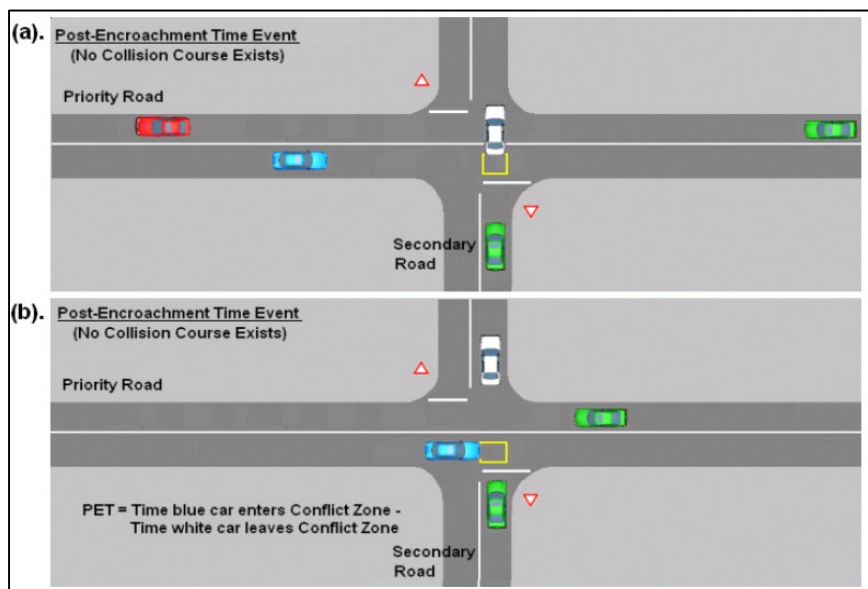 (a).
Post-Encroachment Time Event
(No Collision Course Exists)
Priority Road
Secondary
Road
(b).
Post-Encroachment Time Event
(No Collision Course Exists)
Priority Road
PET = Time blue car enters Conflict Zone -
Time white car leaves Conflict Zone
Secondary
Road